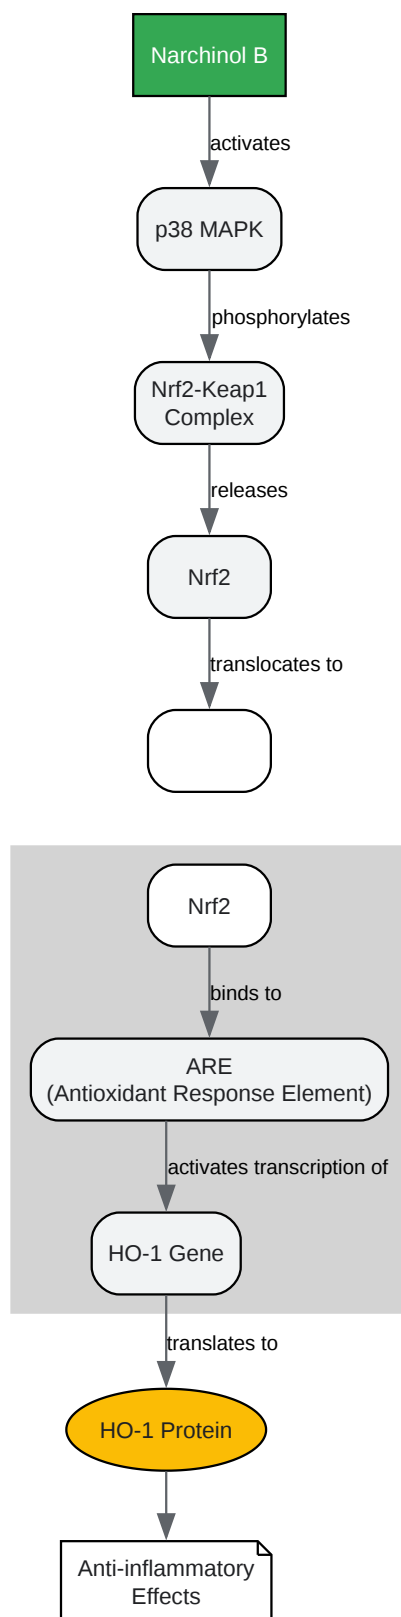 Narchinol B
activates
p38 MAPK
phosphorylates
Nrf2-Keap1
Complex
releases
Nrf2
translocates to
Nrf2
binds to
ARE
(Antioxidant Response Element)
activates transcription of
HO-1 Gene
translates to
HO-1 Protein
Anti-inflammatory
Effects